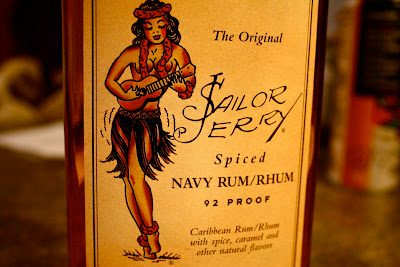 The Original
SAILOR
JERRY®
Spiced
NAVY RUM/RHUM
92 PROOF
Caribbean Rum/Rhum
with spice, caramel and
other natural flavors
®